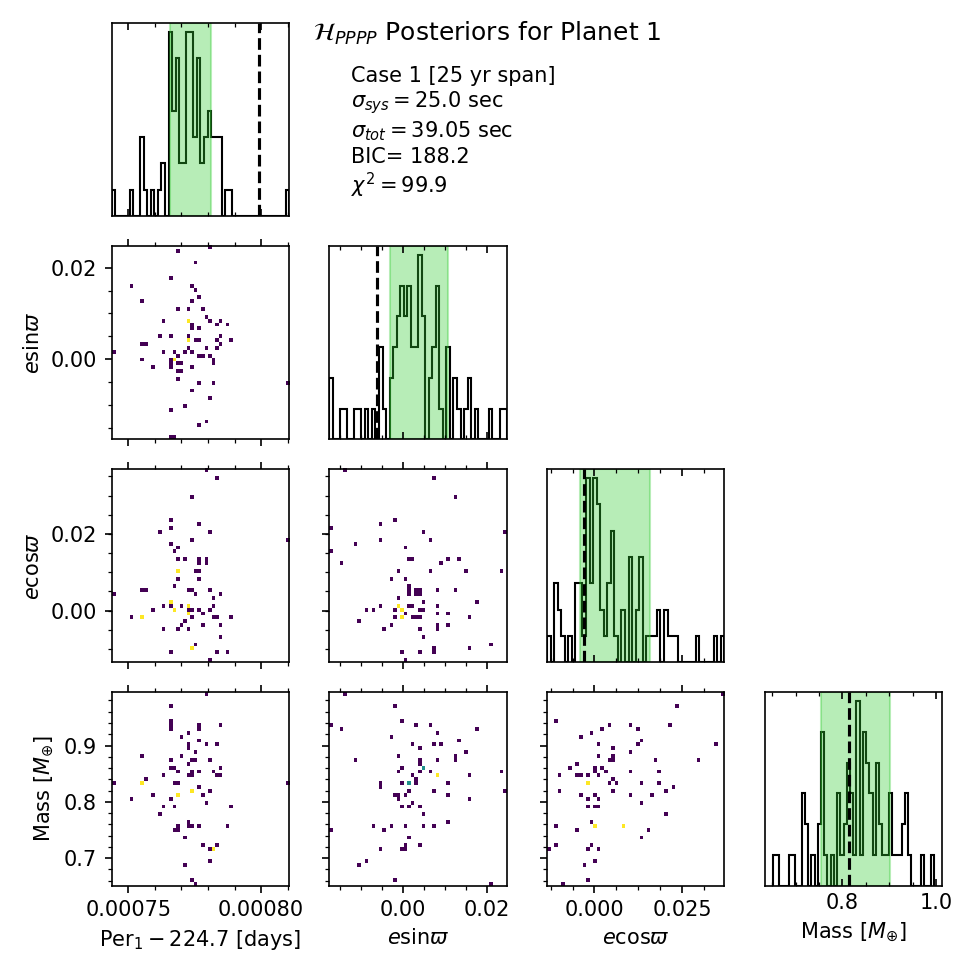 𝓗_PPPP Posteriors for Planet 1
Case 1 [25 yr span]
σ_sys = 25.0 sec
σ_tot = 39.05 sec
BIC= 188.2
χ² = 99.9
0.02
0.00
esinϖ
0.02
0.00
ecosϖ
0.9
0.8
0.7
Mass [M_⊕]
0.00075
0.00080
Per₁ − 224.7 [days]
0.00
0.02
esinϖ
0.000
0.025
ecosϖ
0.8
1.0
Mass [M_⊕]